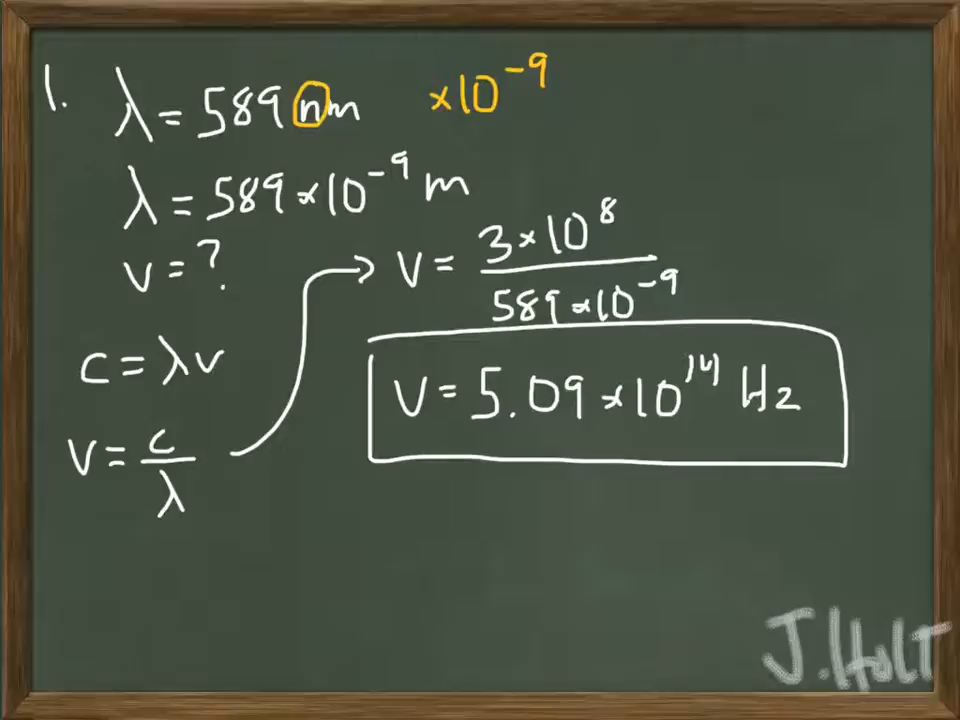 1. λ = 589 nm ×10⁻⁹
λ = 589 × 10⁻⁹ m
ν = ?
c = λν
ν = c/λ
→ ν = 3 × 10⁸ / 589 × 10⁻⁹
ν = 5.09 × 10¹⁴ Hz
J. Holt